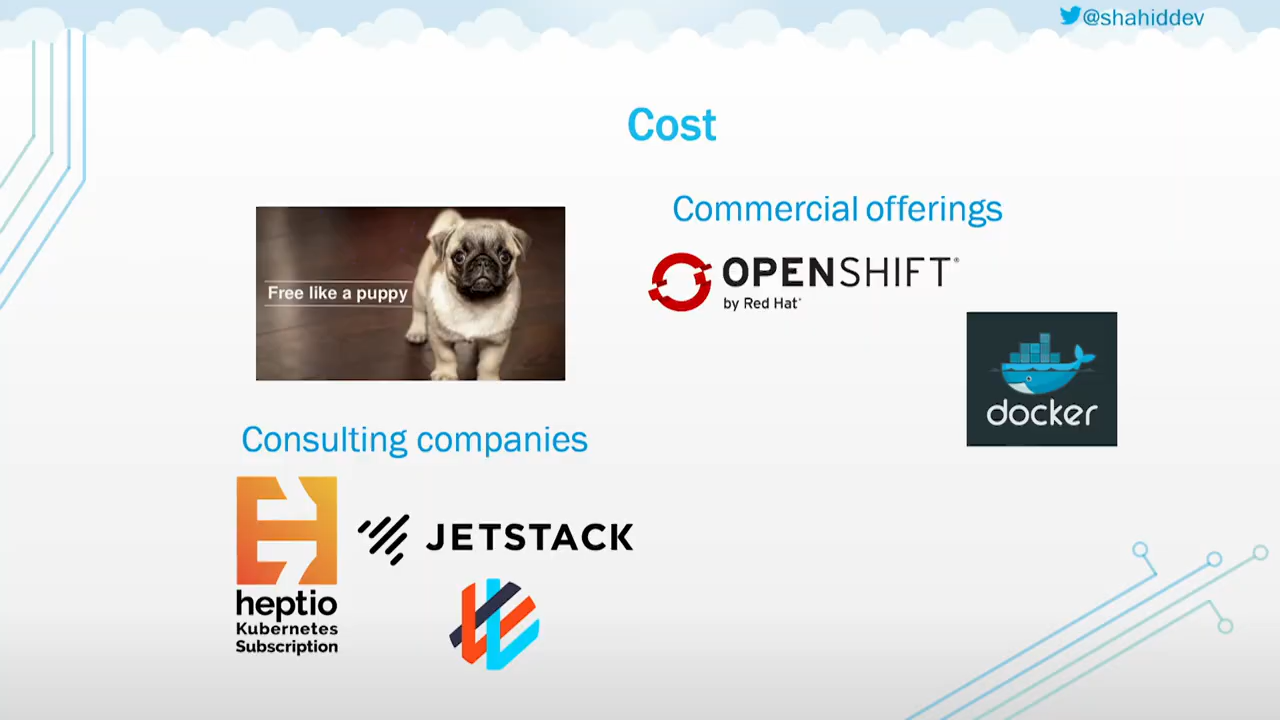 @shahiddev
Cost
Free like a puppy
Commercial offerings
OPENSHIFT®
by Red Hat®
docker
Consulting companies
heptio
Kubernetes
Subscription
JETSTACK